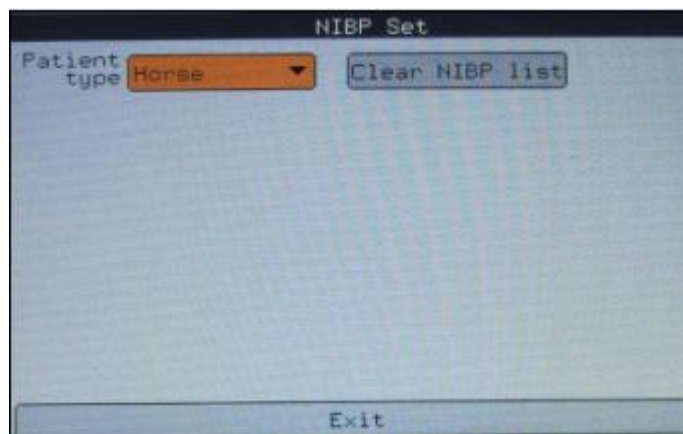 NIBP Set
Patient
type
Horse
Clear NIBP list
Exit